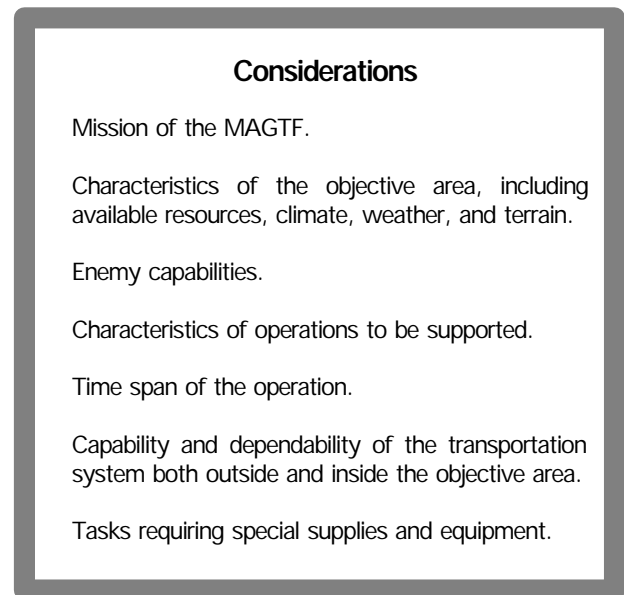 Considerations
Mission of the MAGTF.
Characteristics of the objective area, including
available resources, climate, weather, and terrain.
Enemy capabilities.
Characteristics of operations to be supported.
Time span of the operation.
Capability and dependability of the transportation
system both outside and inside the objective area.
Tasks requiring special supplies and equipment.